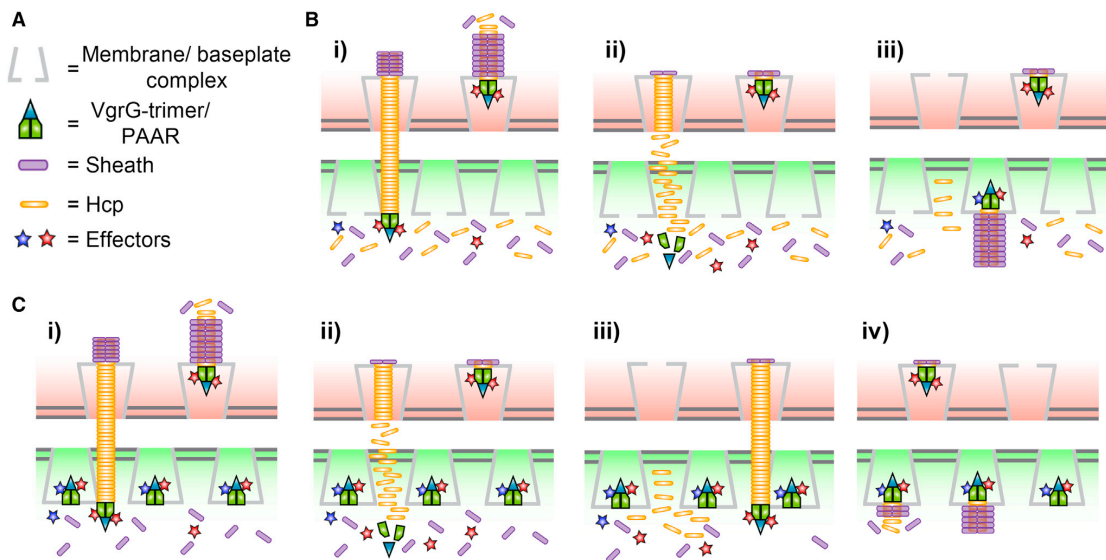 A
= Membrane/ baseplate
complex
= VgrG-trimer/
PAAR
= Sheath
= Hcp
= Effectors
B
i)
ii)
iii)
C
i)
ii)
iii)
iv)